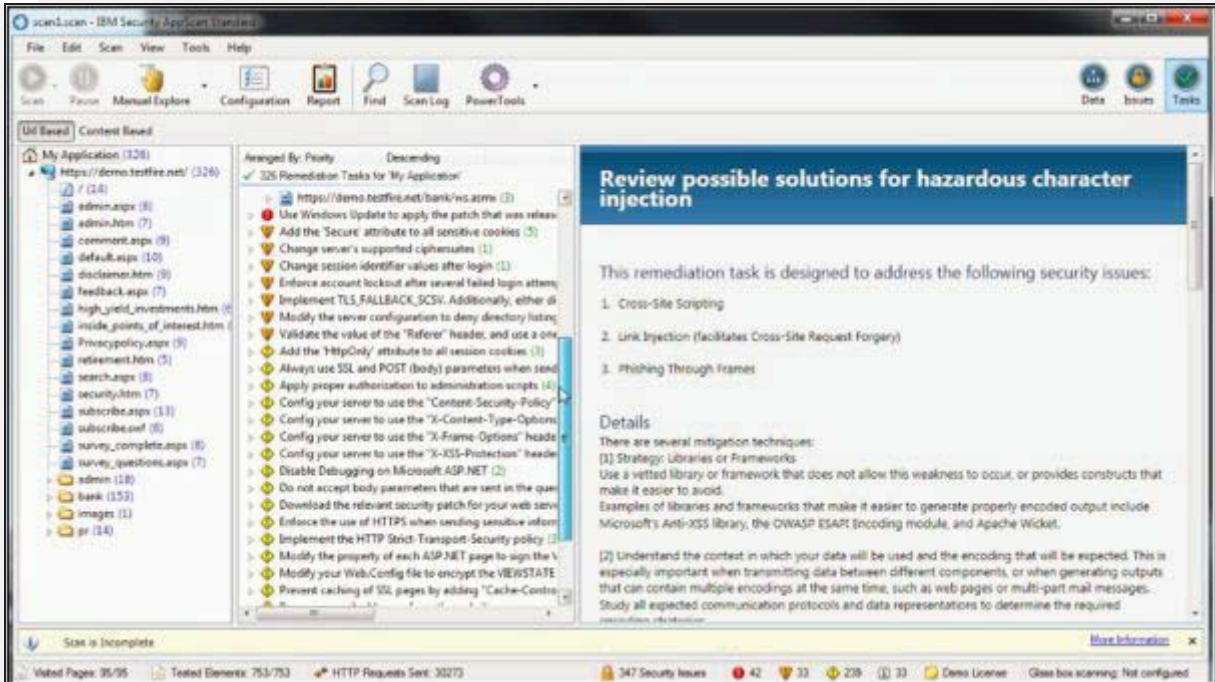 scan1.scan - IBM Security AppScan Standard
File Edit Scan View Tools Help
Scan Pause Manual Explore Configuration Report Find Scan Log PowerTools Data Issues Tasks
Url Based Content Based
My Application (326)
https://demo.testfire.net/ (326)
/ (14)
admin.aspx (8)
admin.htm (7)
comment.aspx (9)
default.aspx (10)
disclaimer.htm (9)
feedback.aspx (7)
high_yield_investments.htm
inside_points_of_interest.htm
Privacypolicy.aspx (9)
retirement.htm (5)
search.aspx (8)
security.htm (7)
subscribe.aspx (13)
subscribe.swf (6)
survey_complete.aspx (8)
survey_questions.aspx (7)
admin (18)
bank (153)
images (1)
pr (14)
Arranged By: Priority Descending
326 Remediation Tasks for 'My Application'
https://demo.testfire.net/bank/ws.asmx (3)
Use Windows Update to apply the patch that was releas
Add the 'Secure' attribute to all sensitive cookies (5)
Change server's supported ciphersuites (1)
Change session identifier values after login (1)
Enforce account lockout after several failed login attem
Implement TLS_FALLBACK_SCSV. Additionally, either di
Modify the server configuration to deny directory listing
Validate the value of the "Referer" header, and use a one
Add the 'HttpOnly' attribute to all session cookies (3)
Always use SSL and POST (body) parameters when send
Apply proper authorization to administration scripts (4)
Config your server to use the "Content-Security-Policy"
Config your server to use the "X-Content-Type-Options
Config your server to use the "X-Frame-Options" heade
Config your server to use the "X-XSS-Protection" heade
Disable Debugging on Microsoft ASP.NET (2)
Do not accept body parameters that are sent in the quer
Download the relevant security patch for your web serve
Enforce the use of HTTPS when sending sensitive inform
Implement the HTTP Strict-Transport-Security policy
Modify the property of each ASP.NET page to sign the V
Modify your Web.Config file to encrypt the VIEWSTATE
Prevent caching of SSL pages by adding "Cache-Contro
Review possible solutions for hazardous character
injection
This remediation task is designed to address the following security issues:
1. Cross-Site Scripting
2. Link Injection (facilitates Cross-Site Request Forgery)
3. Phishing Through Frames
Details
There are several mitigation techniques:
[1] Strategy: Libraries or Frameworks
Use a vetted library or framework that does not allow this weakness to occur, or provides constructs that
make it easier to avoid.
Examples of libraries and frameworks that make it easier to generate properly encoded output include
Microsoft's Anti-XSS library, the OWASP ESAPI Encoding module, and Apache Wicket.
[2] Understand the context in which your data will be used and the encoding that will be expected. This is
especially important when transmitting data between different components, or when generating outputs
that can contain multiple encodings at the same time, such as web pages or multi-part mail messages.
Study all expected communication protocols and data representations to determine the required
Scan is Incomplete More Information
Visited Pages: 95/95 Tested Elements: 753/753 HTTP Requests Sent: 30273 347 Security Issues 42 33 239 33 Demo License Glass box scanning: Not configured